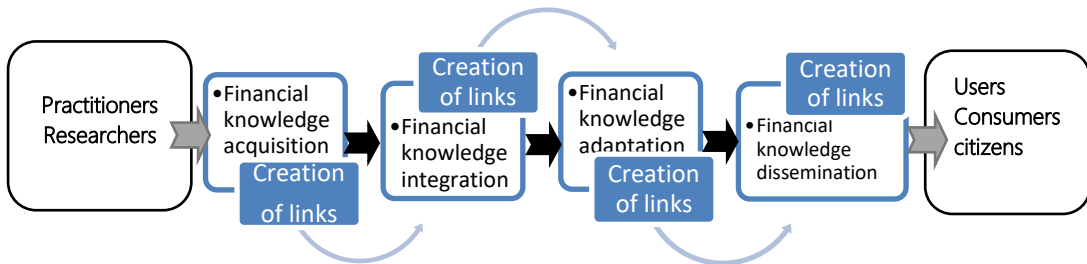 Practitioners
Researchers
•Financial
knowledge
acquisition
Creation
of links
Creation
of links
•Financial
knowledge
integration
•Financial
knowledge
adaptation
Creation
of links
Creation
of links
•Financial
knowledge
dissemination
Users
Consumers
citizens